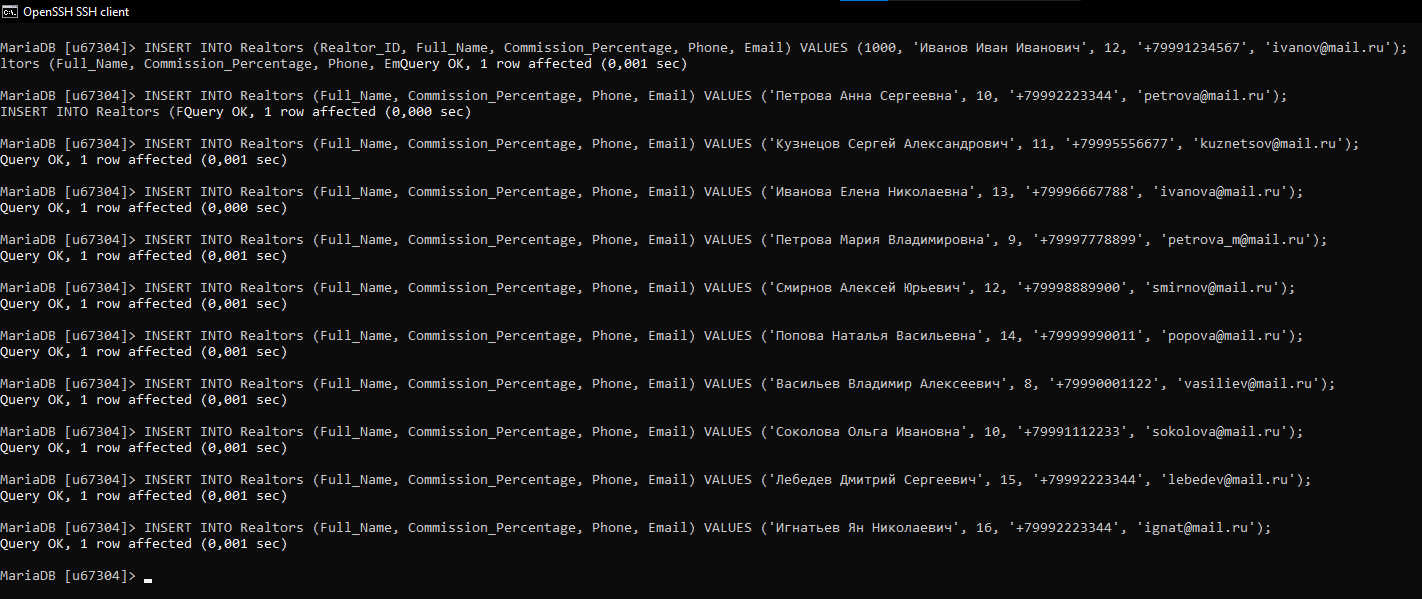 OpenSSH SSH client
MariaDB [u67304]> INSERT INTO Realtors (Realtor_ID, Full_Name, Commission_Percentage, Phone, Email) VALUES (1000, 'Иванов Иван Иванович', 12, '+79991234567', 'ivanov@mail.ru');
ltors (Full_Name, Commission_Percentage, Phone, EmQuery OK, 1 row affected (0,001 sec)
MariaDB [u67304]> INSERT INTO Realtors (Full_Name, Commission_Percentage, Phone, Email) VALUES ('Петрова Анна Сергеевна', 10, '+79992223344', 'petrova@mail.ru');
INSERT INTO Realtors (FQuery OK, 1 row affected (0,000 sec)
MariaDB [u67304]> INSERT INTO Realtors (Full_Name, Commission_Percentage, Phone, Email) VALUES ('Кузнецов Сергей Александрович', 11, '+79995556677', 'kuznetsov@mail.ru');
Query OK, 1 row affected (0,001 sec)
MariaDB [u67304]> INSERT INTO Realtors (Full_Name, Commission_Percentage, Phone, Email) VALUES ('Иванова Елена Николаевна', 13, '+79996667788', 'ivanova@mail.ru');
Query OK, 1 row affected (0,000 sec)
MariaDB [u67304]> INSERT INTO Realtors (Full_Name, Commission_Percentage, Phone, Email) VALUES ('Петрова Мария Владимировна', 9, '+79997778899', 'petrova_m@mail.ru');
Query OK, 1 row affected (0,001 sec)
MariaDB [u67304]> INSERT INTO Realtors (Full_Name, Commission_Percentage, Phone, Email) VALUES ('Смирнов Алексей Юрьевич', 12, '+79998889900', 'smirnov@mail.ru');
Query OK, 1 row affected (0,001 sec)
MariaDB [u67304]> INSERT INTO Realtors (Full_Name, Commission_Percentage, Phone, Email) VALUES ('Попова Наталья Васильевна', 14, '+79999990011', 'popova@mail.ru');
Query OK, 1 row affected (0,001 sec)
MariaDB [u67304]> INSERT INTO Realtors (Full_Name, Commission_Percentage, Phone, Email) VALUES ('Васильев Владимир Алексеевич', 8, '+79990001122', 'vasiliev@mail.ru');
Query OK, 1 row affected (0,001 sec)
MariaDB [u67304]> INSERT INTO Realtors (Full_Name, Commission_Percentage, Phone, Email) VALUES ('Соколова Ольга Ивановна', 10, '+79991112233', 'sokolova@mail.ru');
Query OK, 1 row affected (0,001 sec)
MariaDB [u67304]> INSERT INTO Realtors (Full_Name, Commission_Percentage, Phone, Email) VALUES ('Лебедев Дмитрий Сергеевич', 15, '+79992223344', 'lebedev@mail.ru');
Query OK, 1 row affected (0,001 sec)
MariaDB [u67304]> INSERT INTO Realtors (Full_Name, Commission_Percentage, Phone, Email) VALUES ('Игнатьев Ян Николаевич', 16, '+79992223344', 'ignat@mail.ru');
Query OK, 1 row affected (0,001 sec)
MariaDB [u67304]>